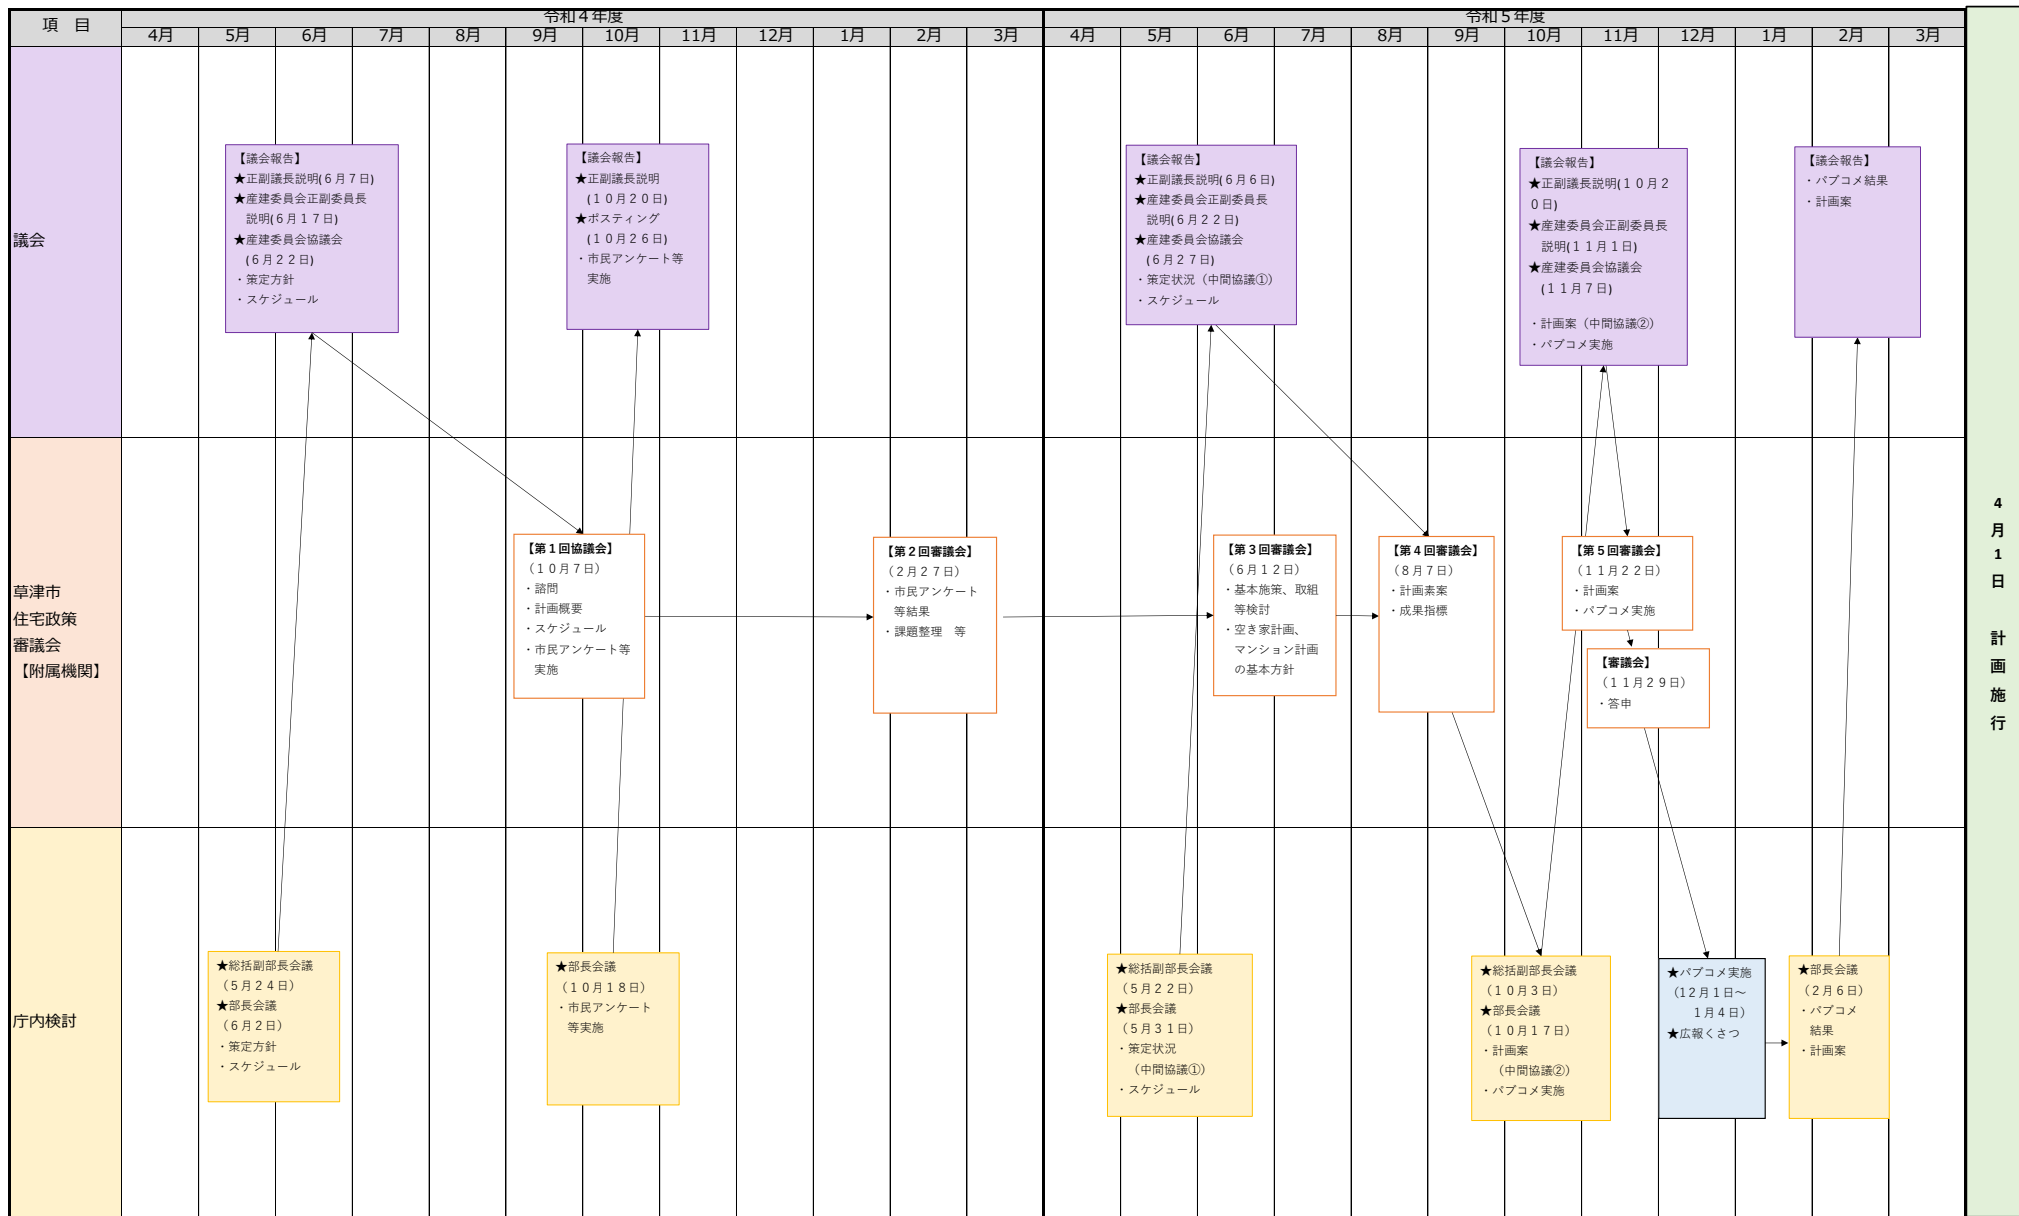 項　目
令和４年度
令和５年度
4月
5月
6月
7月
8月
9月
10月
11月
12月
1月
2月
3月
4月
5月
6月
7月
8月
9月
10月
11月
12月
1月
2月
3月
議会
【議会報告】
★正副議長説明(６月７日)
★産建委員会正副委員長
説明(６月１７日)
★産建委員会協議会
(６月２２日)
・策定方針
・スケジュール
【議会報告】
★正副議長説明
(１０月２０日)
★ポスティング
(１０月２６日)
・市民アンケート等
実施
【議会報告】
★正副議長説明(６月６日)
★産建委員会正副委員長
説明(６月２２日)
★産建委員会協議会
(６月２７日)
・策定状況（中間協議①）
・スケジュール
【議会報告】
★正副議長説明(１０月２
０日)
★産建委員会正副委員長
説明(１１月１日)
★産建委員会協議会
(１１月７日)
・計画案（中間協議②）
・パブコメ実施
【議会報告】
・パブコメ結果
・計画案
草津市
住宅政策
審議会
【附属機関】
【第１回協議会】
（１０月７日）
・諮問
・計画概要
・スケジュール
・市民アンケート等
実施
【第２回審議会】
（２月２７日）
・市民アンケート
等結果
・課題整理　等
【第３回審議会】
（６月１２日）
・基本施策、取組
等検討
・空き家計画、
マンション計画
の基本方針
【第４回審議会】
（８月７日）
・計画素案
・成果指標
【第５回審議会】
（１１月２２日）
・計画案
・パブコメ実施
【審議会】
（１１月２９日）
・答申
庁内検討
★総括副部長会議
（５月２４日）
★部長会議
（６月２日）
・策定方針
・スケジュール
★部長会議
（１０月１８日）
・市民アンケート
等実施
★総括副部長会議
（５月２２日）
★部長会議
（５月３１日）
・策定状況
（中間協議①）
・スケジュール
★総括副部長会議
（１０月３日）
★部長会議
（１０月１７日）
・計画案
（中間協議②）
・パブコメ実施
★パブコメ実施
（12月１日～
１月４日）
★広報くさつ
★部長会議
（２月６日）
・パブコメ
結果
・計画案
４月１日　計画施行